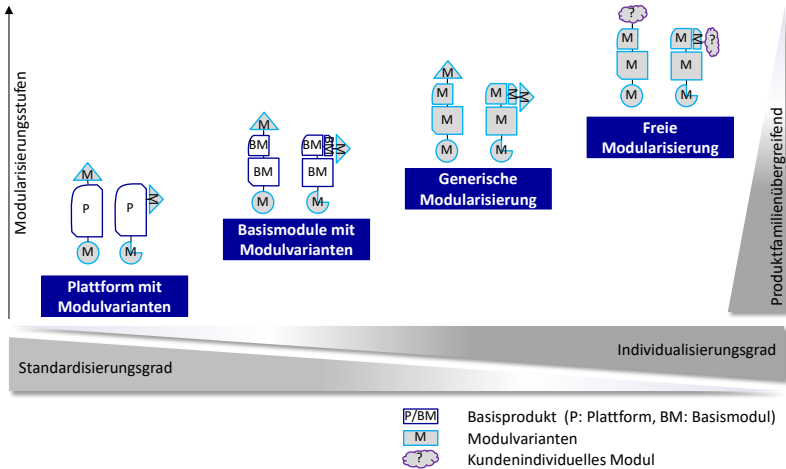 Modularisierungsstufen
?
M
M
M
M
M
?
M
M
Freie
Modularisierung
M
M
M
M
M
M
M
M
M
Generische
Modularisierung
M
BM
BM
M
BM
BM
M
BM
M
Basismodule mit
Modulvarianten
M
P
M
P
M
M
Plattform mit
Modulvarianten
Produktfamilienübergreifend
Individualisierungsgrad
Standardisierungsgrad
P/BM Basisprodukt (P: Plattform, BM: Basismodul)
M Modulvarianten
? Kundenindividuelles Modul